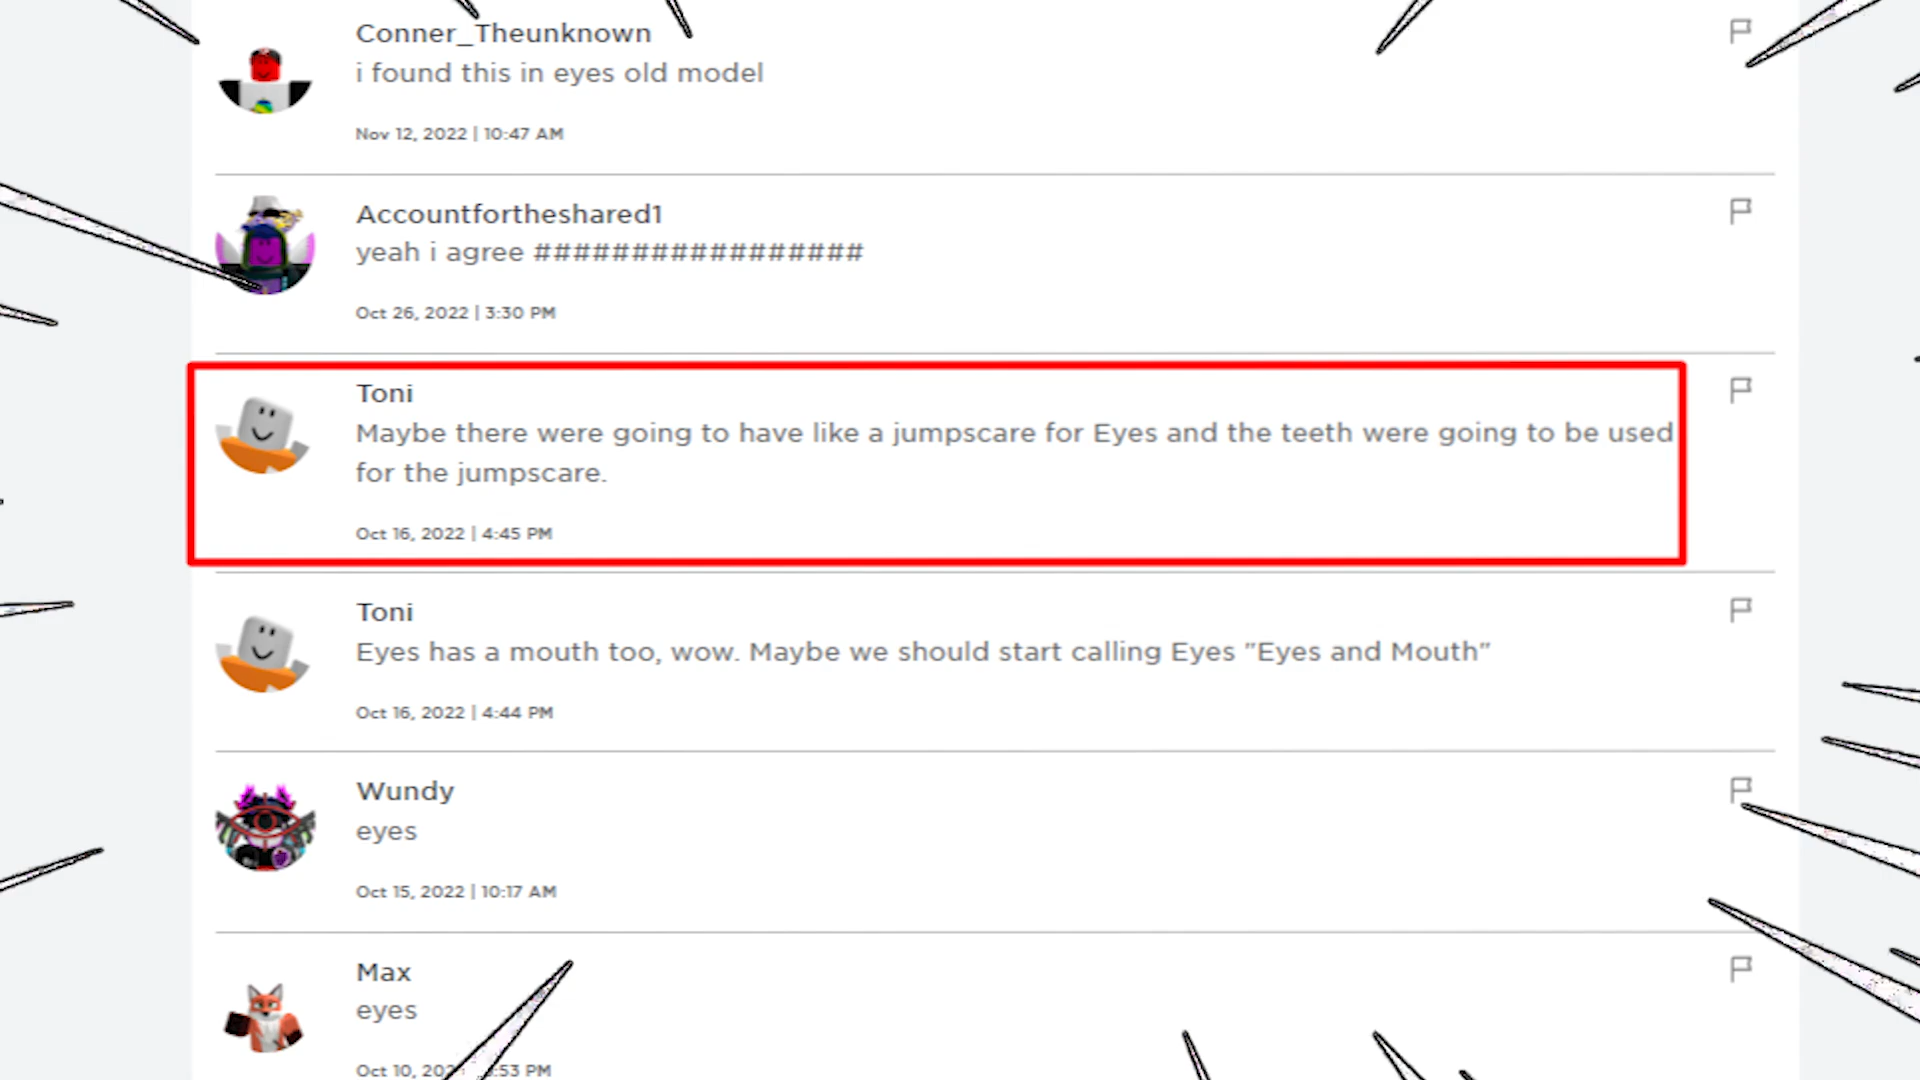 Conner_Theunknown
i found this in eyes old model
Nov 12, 2022 | 10:47 AM
Accountfortheshared1
yeah i agree #################
Oct 26, 2022 | 3:30 PM
Toni
Maybe there were going to have like a jumpscare for Eyes and the teeth were going to be used
for the jumpscare.
Oct 16, 2022 | 4:45 PM
Toni
Eyes has a mouth too, wow. Maybe we should start calling Eyes "Eyes and Mouth"
Oct 16, 2022 | 4:44 PM
Wundy
eyes
Oct 15, 2022 | 10:17 AM
Max
eyes
Oct 10, :53 PM